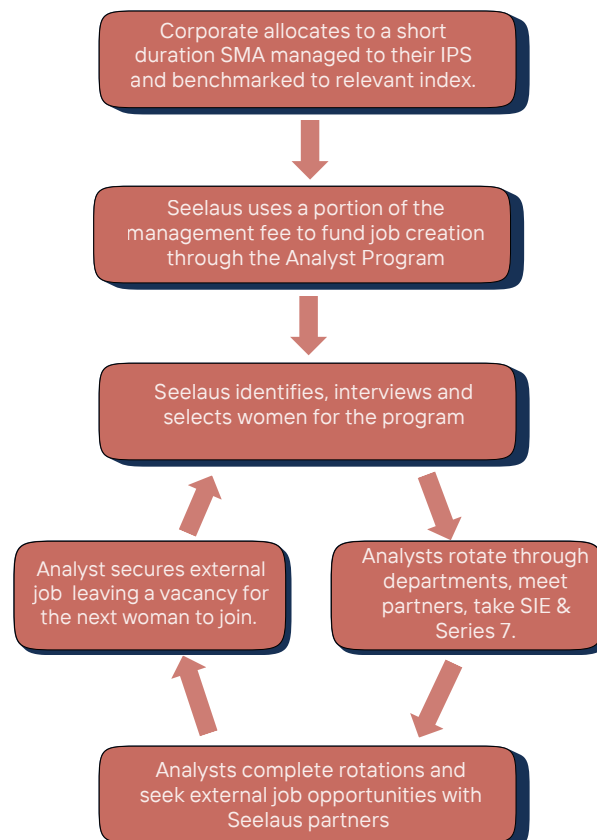 Corporate allocates to a short
duration SMA managed to their IPS
and benchmarked to relevant index.
Seelaus uses a portion of the
management fee to fund job creation
through the Analyst Program
Seelaus identifies, interviews and
selects women for the program
Analysts rotate through
departments, meet
partners, take SIE &
Series 7.
Analysts complete rotations and
seek external job opportunities with
Seelaus partners
Analyst secures external
job leaving a vacancy for
the next woman to join.